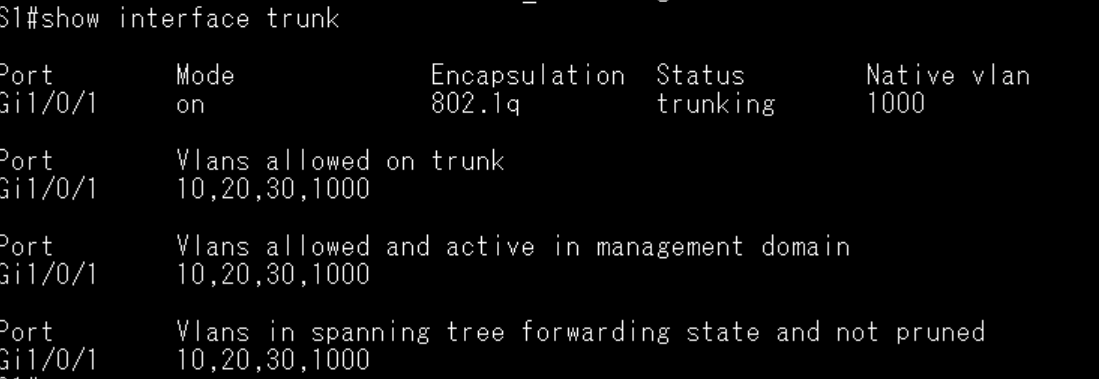 S1#show interface trunk
Port Mode Encapsulation Status Native vlan
Gi1/0/1 on 802.1q trunking 1000
Port Vlans allowed on trunk
Gi1/0/1 10,20,30,1000
Port Vlans allowed and active in management domain
Gi1/0/1 10,20,30,1000
Port Vlans in spanning tree forwarding state and not pruned
Gi1/0/1 10,20,30,1000